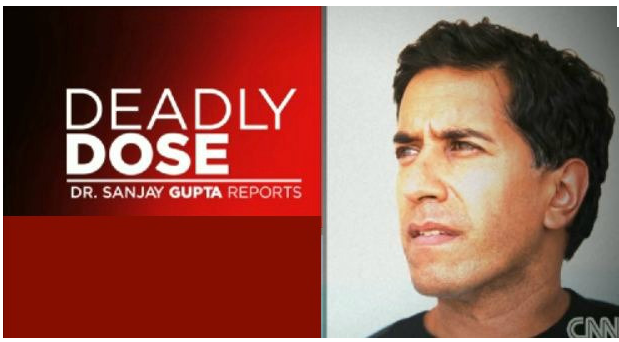 DEADLY
DOSE
DR. SANJAY GUPTA REPORTS
CNN